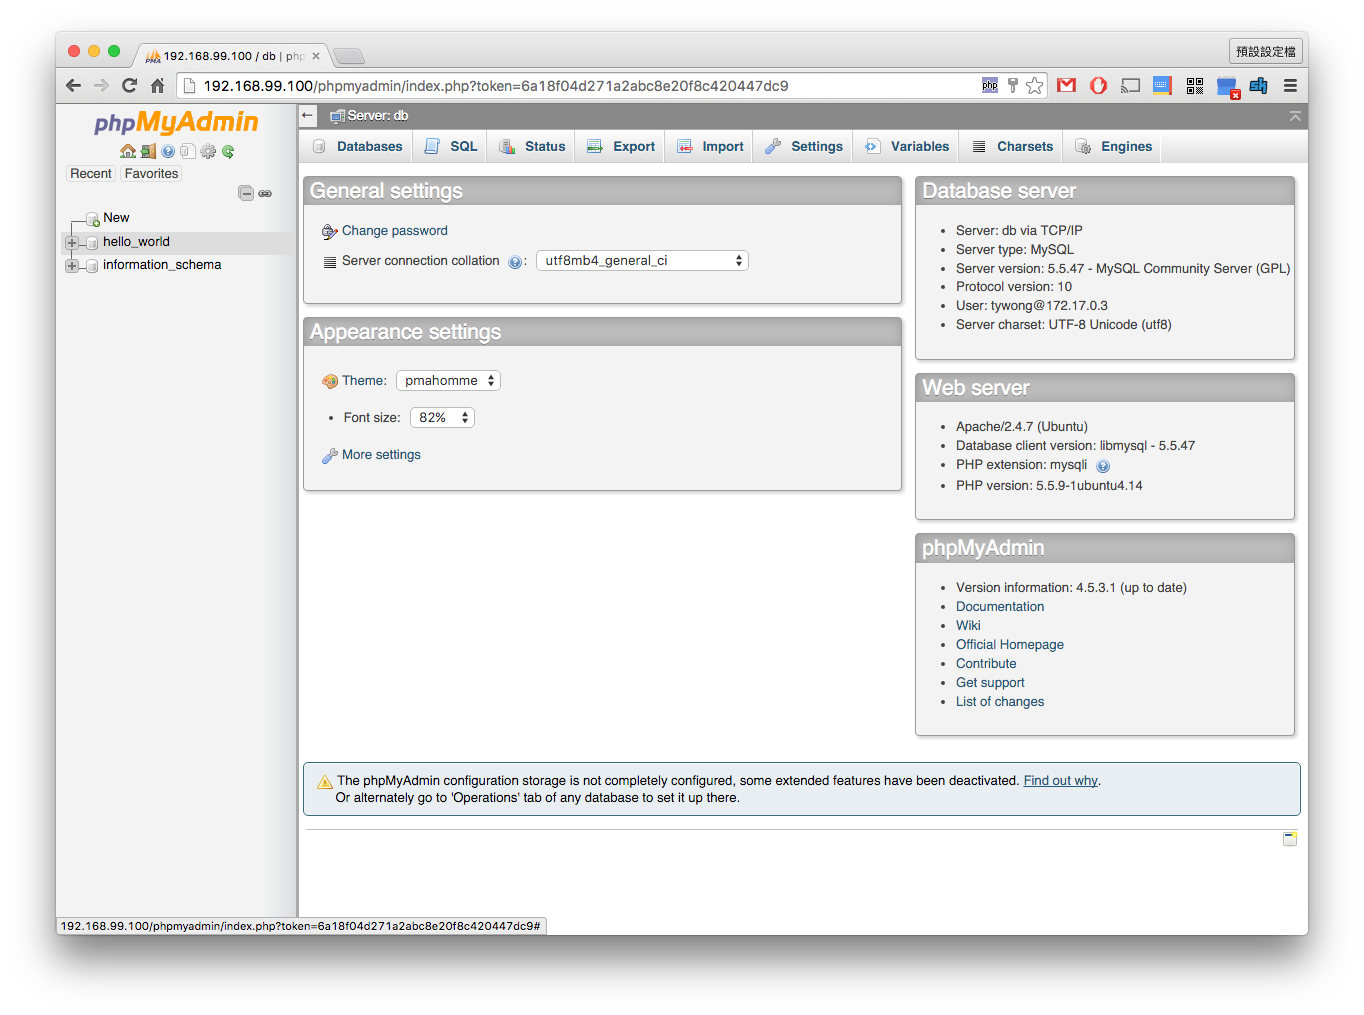 192.168.99.100 / db | php
預設設定檔
192.168.99.100/phpmyadmin/index.php?token=6a18f04d271a2abc8e20f8c420447dc9
php
phpMyAdmin
Recent
Favorites
New
hello_world
information_schema
Server: db
Databases
SQL
Status
Export
Import
Settings
Variables
Charsets
Engines
General settings
Change password
Server connection collation :
utf8mb4_general_ci
Appearance settings
Theme:
pmahomme
• Font size:
82%
More settings
Database server
• Server: db via TCP/IP
• Server type: MySQL
• Server version: 5.5.47 - MySQL Community Server (GPL)
• Protocol version: 10
• User: tywong@172.17.0.3
• Server charset: UTF-8 Unicode (utf8)
Web server
• Apache/2.4.7 (Ubuntu)
• Database client version: libmysql - 5.5.47
• PHP extension: mysqli
• PHP version: 5.5.9-1ubuntu4.14
phpMyAdmin
• Version information: 4.5.3.1 (up to date)
• Documentation
• Wiki
• Official Homepage
• Contribute
• Get support
• List of changes
The phpMyAdmin configuration storage is not completely configured, some extended features have been deactivated. Find out why.
Or alternately go to 'Operations' tab of any database to set it up there.
192.168.99.100/phpmyadmin/index.php?token=6a18f04d271a2abc8e20f8c420447dc9#